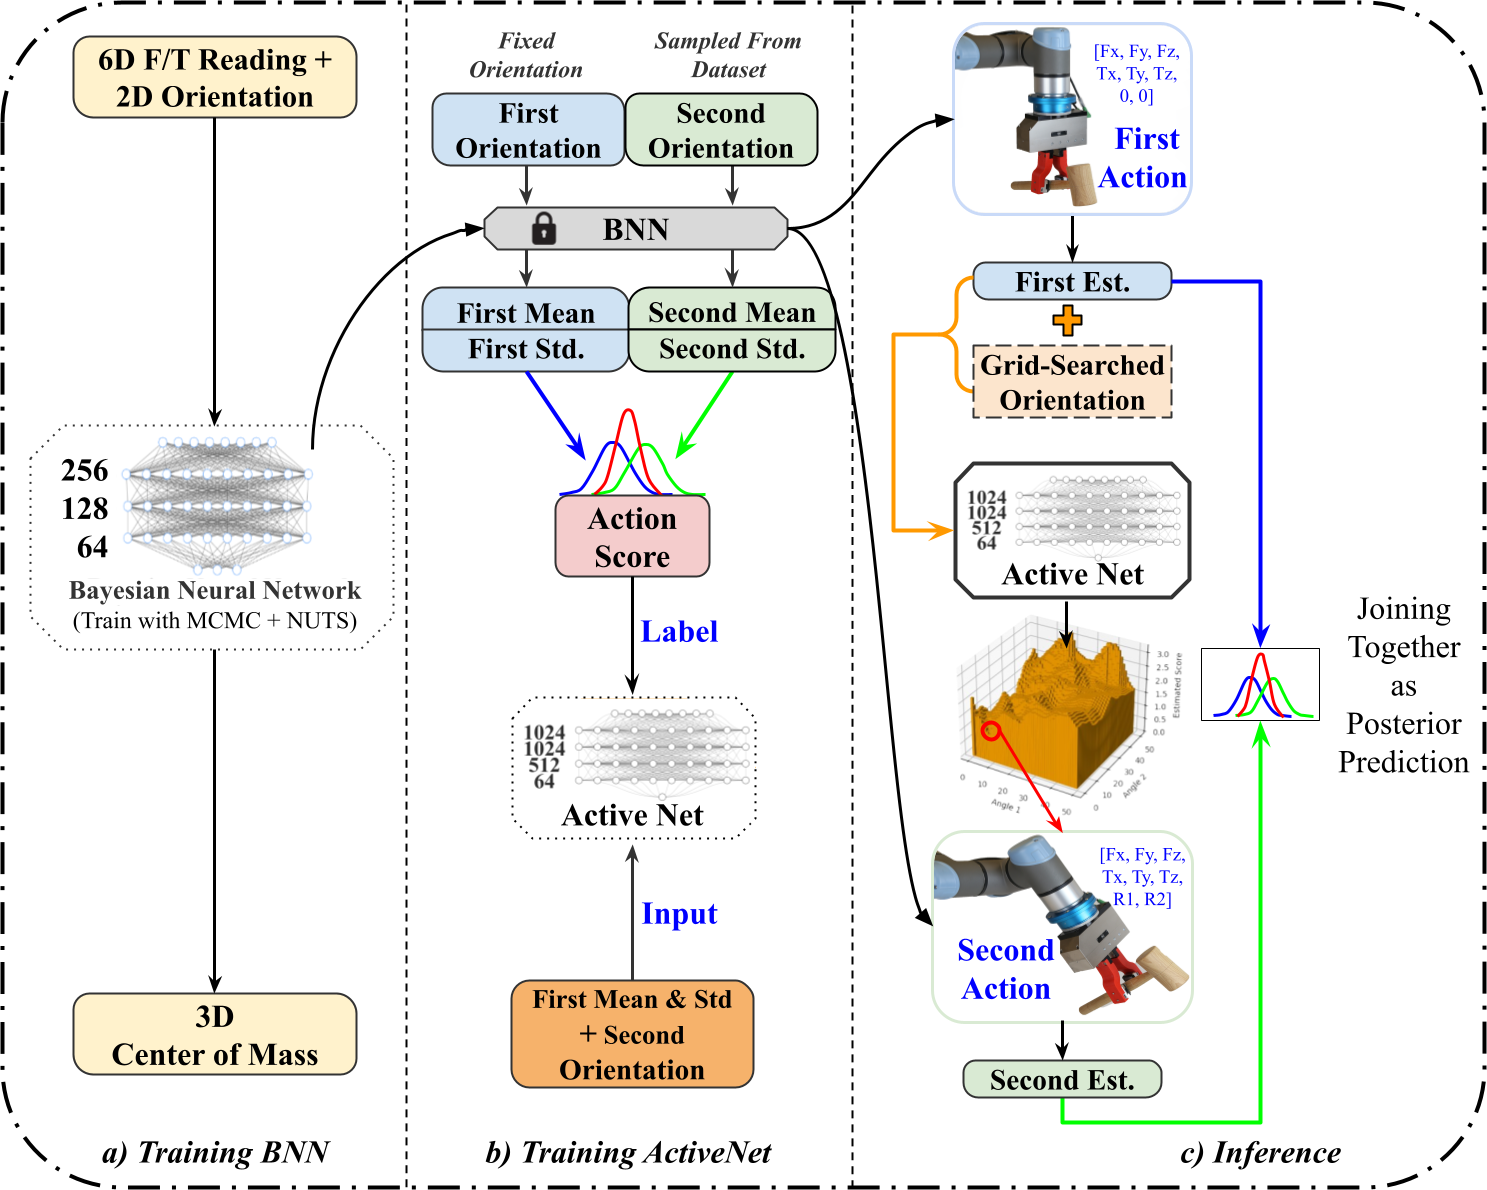 6D F/T Reading +
2D Orientation
256
128
64
Bayesian Neural Network
(Train with MCMC + NUTS)
3D
Center of Mass
a) Training BNN
Fixed
Orientation
Sampled From
Dataset
First
Orientation
Second
Orientation
BNN
First Mean
First Std.
Second Mean
Second Std.
Action
Score
Label
1024
1024
512
64
Active Net
Input
First Mean & Std
+ Second
Orientation
b) Training ActiveNet
[Fx, Fy, Fz,
Tx, Ty, Tz,
0, 0]
First
Action
First Est.
Grid-Searched
Orientation
1024
1024
512
64
Active Net
3.0
2.5
2.0
1.5
1.0
0.5
0.0
Estimated Score
0
10
20
30
40
50
Angle 1
0
10
20
30
40
50
Angle 2
[Fx, Fy, Fz,
Tx, Ty, Tz,
R1, R2]
Second
Action
Second Est.
Joining
Together
as
Posterior
Prediction
c) Inference